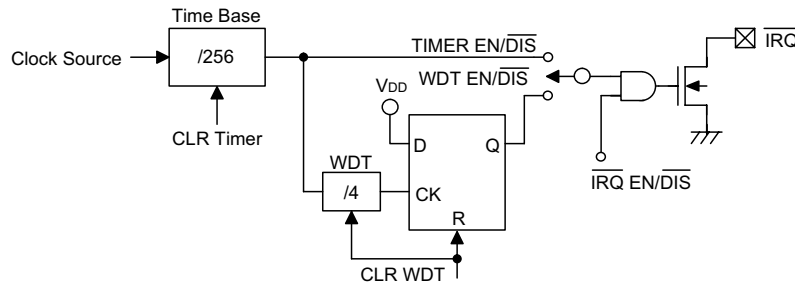 Time Base
Clock Source
/256
TIMER EN/DIS
IRQ
WDT EN/DIS
VDD
CLR Timer
D
Q
WDT
/4
CK
IRQ EN/DIS
R
CLR WDT